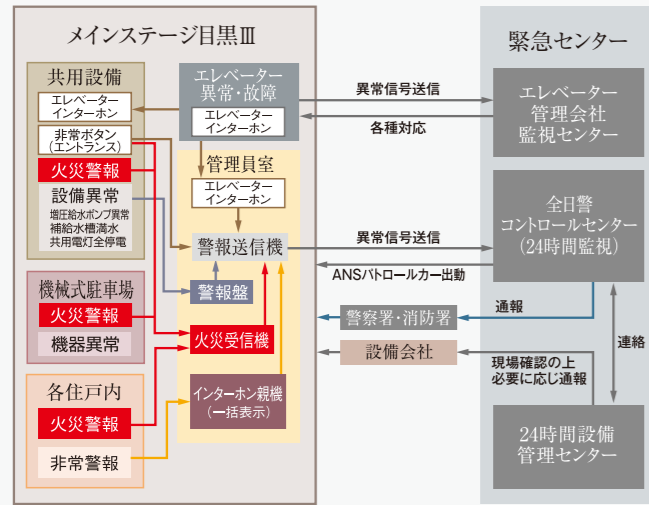 メインステージ目黒Ⅲ
共用設備
エレベーター
インターホン
非常ボタン
(エントランス)
火災警報
設備異常
増圧給水ポンプ異常
補給水槽満水
共用電灯全停電
機械式駐車場
火災警報
機器異常
各住戸内
火災警報
非常警報
エレベーター
異常・故障
エレベーター
インターホン
管理員室
エレベーター
インターホン
警報送信機
警報盤
火災受信機
インターホン親機
(一括表示)
異常信号送信
各種対応
異常信号送信
ANSパトロールカー出動
警察署・消防署
通報
設備会社
現場確認の上
必要に応じ通報
連絡
緊急センター
エレベーター
管理会社
監視センター
全日警
コントロールセンター
(24時間監視)
24時間設備
管理センター